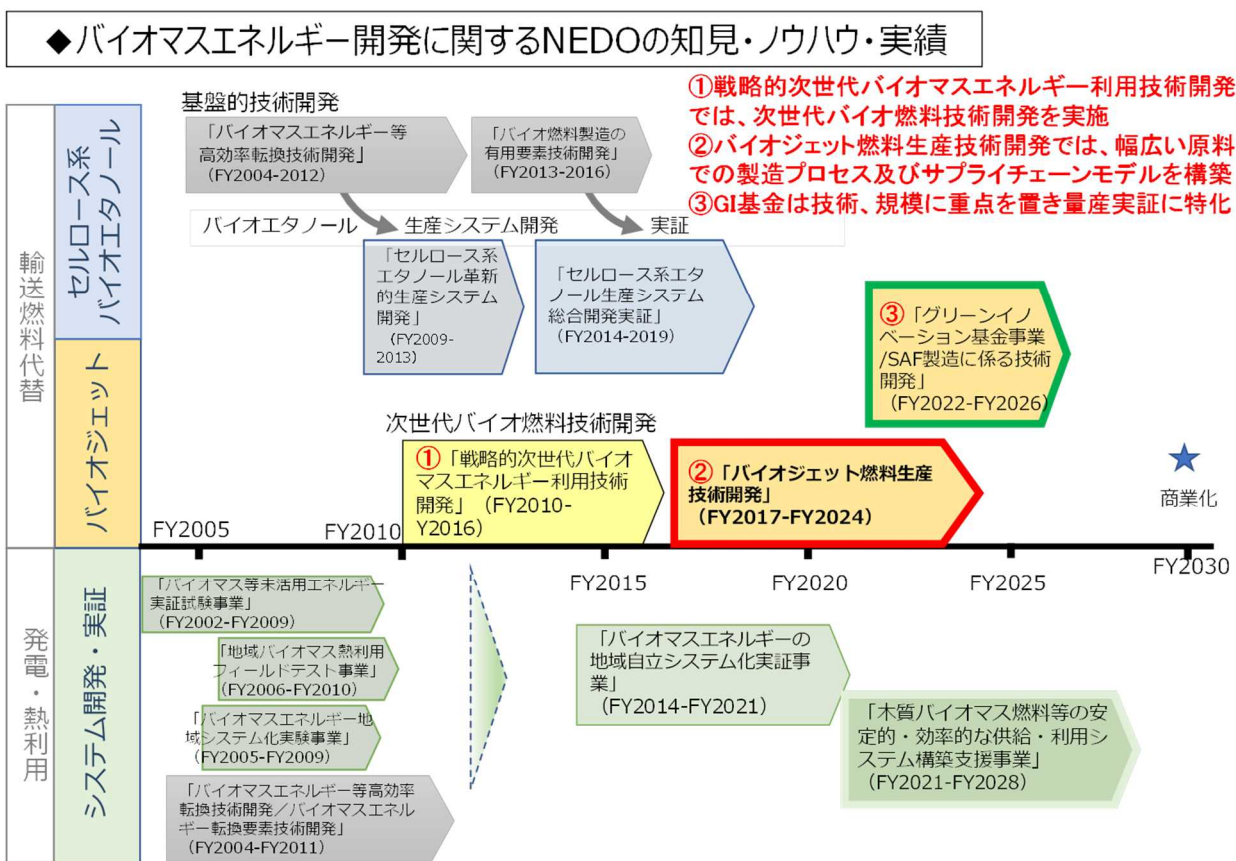 ◆バイオマスエネルギー開発に関するNEDOの知見・ノウハウ・実績
①戦略的次世代バイオマスエネルギー利用技術開発
では、次世代バイオ燃料技術開発を実施
②バイオジェット燃料生産技術開発では、幅広い原料
での製造プロセス及びサプライチェーンモデルを構築
③GI基金は技術、規模に重点を置き量産実証に特化
輸送燃料代替
セルロース系
バイオエタノール
基盤的技術開発
「バイオマスエネルギー等
高効率転換技術開発」
(FY2004-2012)
「バイオ燃料製造の
有用要素技術開発」
(FY2013-2016)
バイオエタノール
生産システム開発
実証
「セルロース系
エタノール革新
的生産システム
開発」
(FY2009-
2013)
「セルロース系エタ
ノール生産システム
総合開発実証」
(FY2014-2019)
③「グリーンイノ
ベーション基金事業
/SAF製造に係る技術
開発」
(FY2022-FY2026)
バイオジェット
次世代バイオ燃料技術開発
①「戦略的次世代バイオ
マスエネルギー利用技術
開発」(FY2010-
Y2016)
②「バイオジェット燃料生産
技術開発」
(FY2017-FY2024)
商業化
FY2005
FY2010
FY2015
FY2020
FY2025
FY2030
発電・熱利用
システム開発・実証
「バイオマス等未活用エネルギー
実証試験事業」
(FY2002-FY2009)
「地域バイオマス熱利用
フィールドテスト事業」
(FY2006-FY2010)
「バイオマスエネルギー地
域システム化実験事業」
(FY2005-FY2009)
「バイオマスエネルギー等高効率
転換技術開発／バイオマスエネル
ギー転換要素技術開発」
(FY2004-FY2011)
「バイオマスエネルギーの
地域自立システム化実証事
業」
(FY2014-FY2021)
「木質バイオマス燃料等の安
定的・効率的な供給・利用シ
ステム構築支援事業」
(FY2021-FY2028)